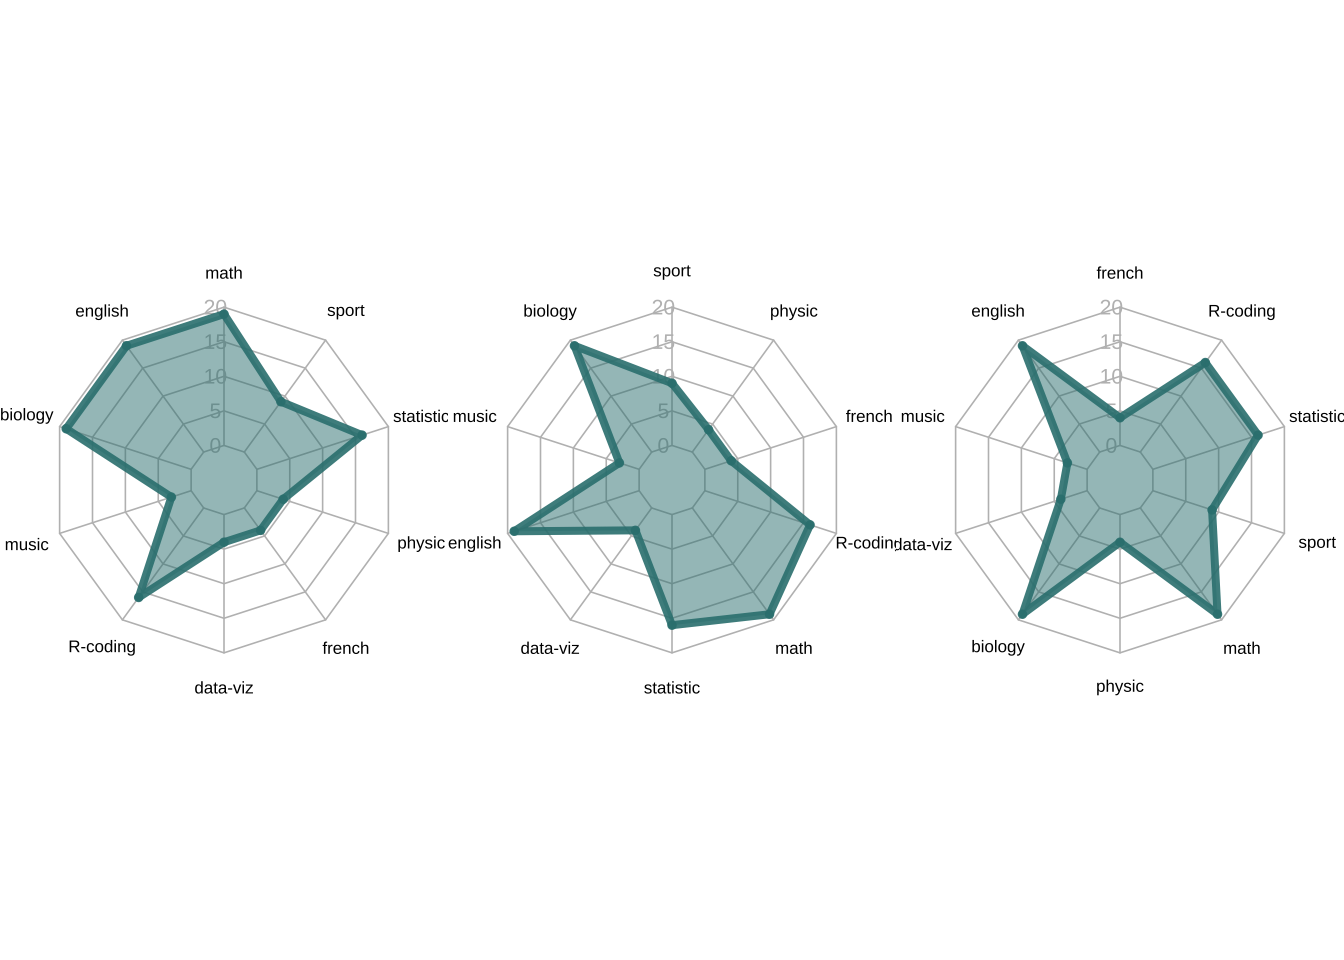 math
english
sport
biology
statistic
music
physic
R-coding
french
data-viz
20
15
10
5
0
sport
biology
physic
music
french
english
R-coding
data-viz
math
statistic
20
15
10
5
0
french
english
R-coding
music
statistic
data-viz
sport
biology
math
physic
20
15
10
5
0